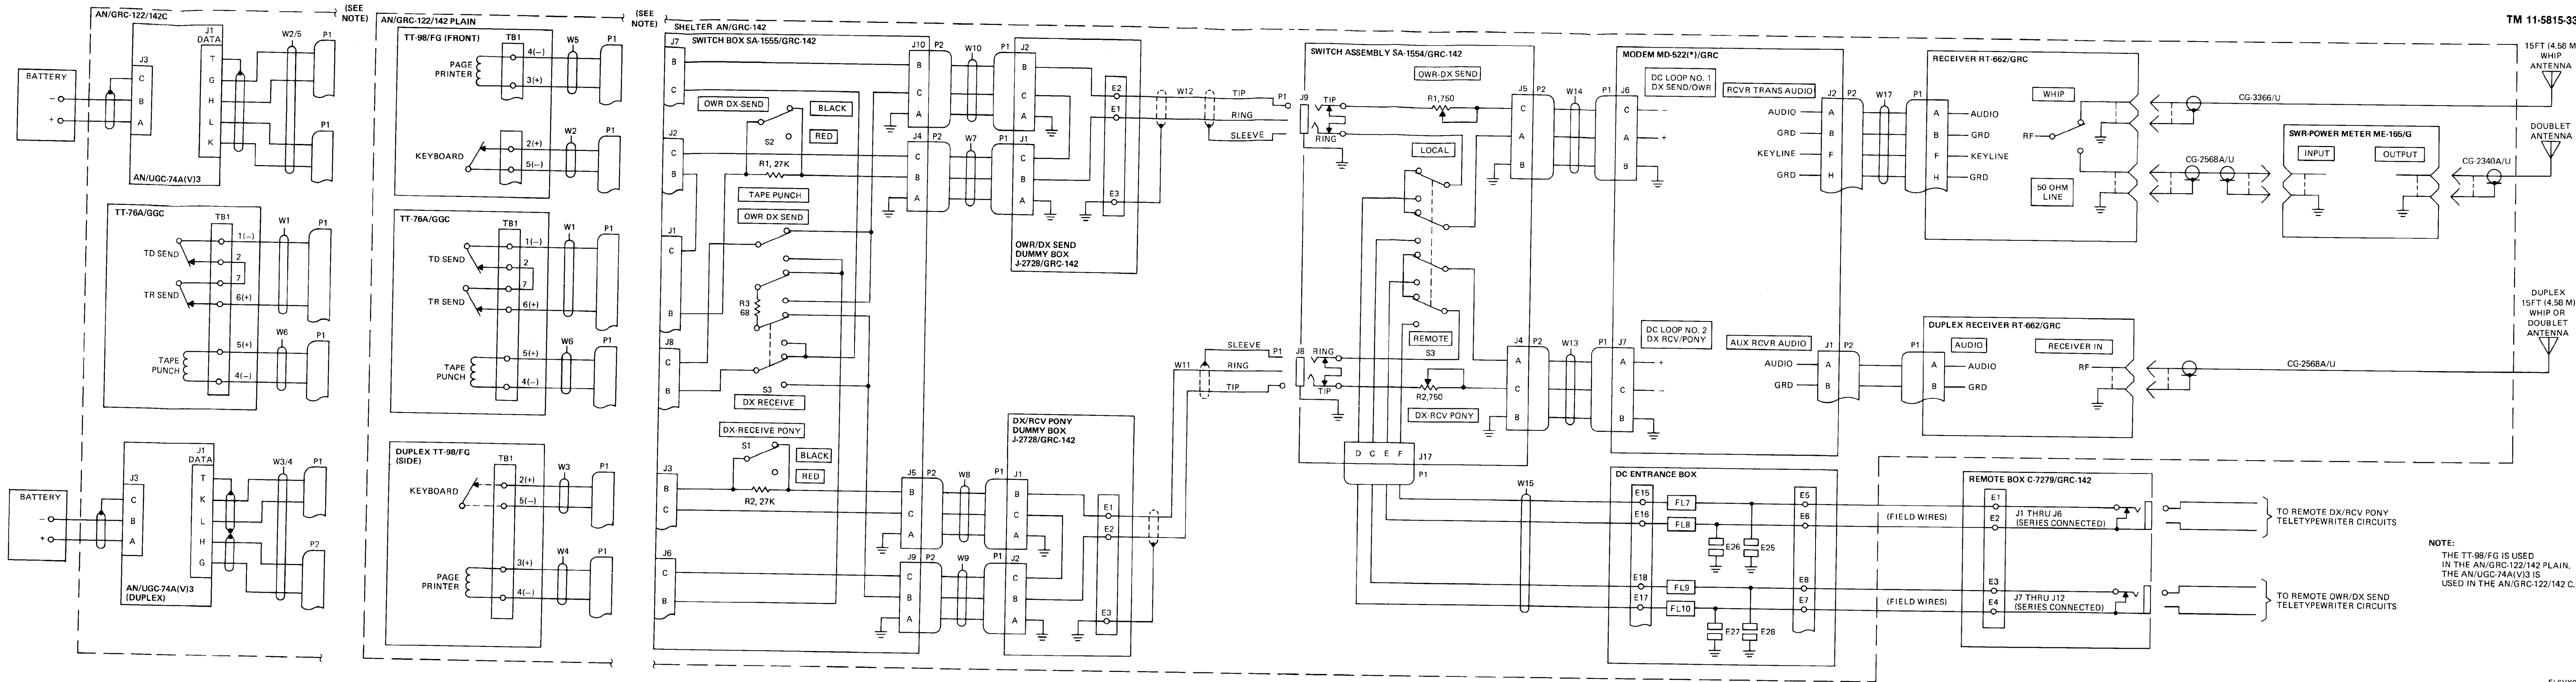 TM 11-5815-33
AN/GRC-122/142C
(SEE
NOTE)
BATTERY
−
+
J3
C
B
A
J1
DATA
T
G
H
L
K
W2/5
P1
P1
AN/UGC-74A(V)3
TT-76A/GGC
TB1
W1
P1
1(−)
2
7
6(+)
TD SEND
TR SEND
W6
P1
5(+)
4(−)
TAPE
PUNCH
BATTERY
−
+
J3
C
B
A
J1
DATA
T
K
L
H
G
W3/4
P1
P2
AN/UGC-74A(V)3
(DUPLEX)
AN/GRC-122/142 PLAIN
(SEE
NOTE)
TT-98/FG (FRONT)
TB1
W5
P1
4(−)
3(+)
PAGE
PRINTER
W2
P1
2(+)
5(−)
KEYBOARD
TT-76A/GGC
TB1
W1
P1
1(−)
2
7
6(+)
TD SEND
TR SEND
W6
P1
5(+)
4(−)
TAPE
PUNCH
DUPLEX TT-98/FG
(SIDE)
TB1
W3
P1
2(+)
5(−)
KEYBOARD
W4
P1
3(+)
4(−)
PAGE
PRINTER
SHELTER AN/GRC-142
SWITCH BOX SA-1555/GRC-142
J7
B
C
J2
C
B
J1
C
B
J8
C
B
J3
B
C
J6
C
B
OWR DX-SEND
BLACK
RED
S2
R1, 27K
TAPE PUNCH
OWR DX SEND
R3
68
S3
DX RECEIVE
DX-RECEIVE PONY
S1
BLACK
RED
R2, 27K
J10
P2
W10
P1
J2
B
C
A
B
C
A
J4
P2
W7
P1
J1
C
B
A
C
B
A
E2
E1
E3
OWR/DX SEND
DUMMY BOX
J-2728/GRC-142
DX/RCV PONY
DUMMY BOX
J-2728/GRC-142
J5
P2
W8
P1
J1
B
C
A
B
C
A
J9
P2
W9
P1
J2
C
B
A
C
B
A
E1
E2
E3
W12
TIP
RING
SLEEVE
P1
W11
SLEEVE
RING
TIP
P1
SWITCH ASSEMBLY SA-1554/GRC-142
J9
TIP
RING
OWR-DX SEND
R1,750
LOCAL
REMOTE
S3
J8
RING
TIP
R2,750
DX-RCV PONY
J5
P2
W14
P1
J6
C
A
B
C
A
B
−
+
J4
P2
W13
P1
J7
A
C
B
A
C
B
+
−
D C E F
J17
P1
MODEM MD-522(*)/GRC
DC LOOP NO. 1
DX SEND/OWR
RCVR TRANS AUDIO
AUDIO
GRD
KEYLINE
GRD
J2
P2
W17
P1
A
B
F
H
A
B
F
H
DC LOOP NO. 2
DX RCV/PONY
AUX RCVR AUDIO
AUDIO
GRD
J1
P2
P1
A
B
A
B
RECEIVER RT-662/GRC
AUDIO
GRD
KEYLINE
GRD
WHIP
RF
50 OHM
LINE
CG-3366/U
CG-2568A/U
SWR-POWER METER ME-165/G
INPUT
OUTPUT
CG-2340A/U
15FT (4.58 M
WHIP
ANTENNA
DOUBLET
ANTENNA
DUPLEX RECEIVER RT-662/GRC
AUDIO
RECEIVER IN
AUDIO
GRD
RF
CG-2568A/U
DUPLEX
15FT (4.58 M)
WHIP OR
DOUBLET
ANTENNA
W15
DC ENTRANCE BOX
E15
E16
E18
E17
FL7
FL8
FL9
FL10
E26
E25
E27
E28
E5
E6
E8
E7
(FIELD WIRES)
(FIELD WIRES)
REMOTE BOX C-7279/GRC-142
E1
E2
J1 THRU J6
(SERIES CONNECTED)
E3
E4
J7 THRU J12
(SERIES CONNECTED)
TO REMOTE DX/RCV PONY
TELETYPEWRITER CIRCUITS
TO REMOTE OWR/DX SEND
TELETYPEWRITER CIRCUITS
NOTE:
THE TT-98/FG IS USED
IN THE AN/GRC-122/142 PLAIN.
THE AN/UGC-74A(V)3 IS
USED IN THE AN/GRC-122/142 C.